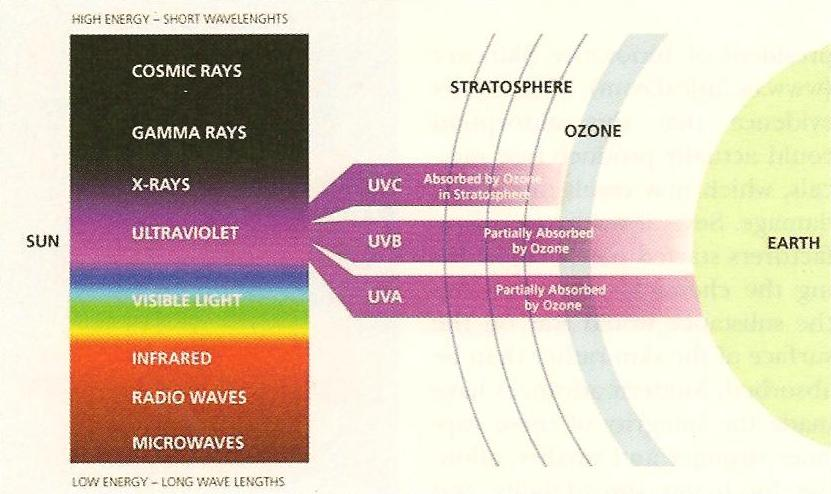 HIGH ENERGY – SHORT WAVELENGHTS
COSMIC RAYS
GAMMA RAYS
X-RAYS
ULTRAVIOLET
VISIBLE LIGHT
INFRARED
RADIO WAVES
MICROWAVES
LOW ENERGY – LONG WAVE LENGTHS
SUN
STRATOSPHERE
OZONE
UVC
Absorbed by Ozone
in Stratosphere
UVB
Partially Absorbed
by Ozone
UVA
Partially Absorbed
by Ozone
EARTH